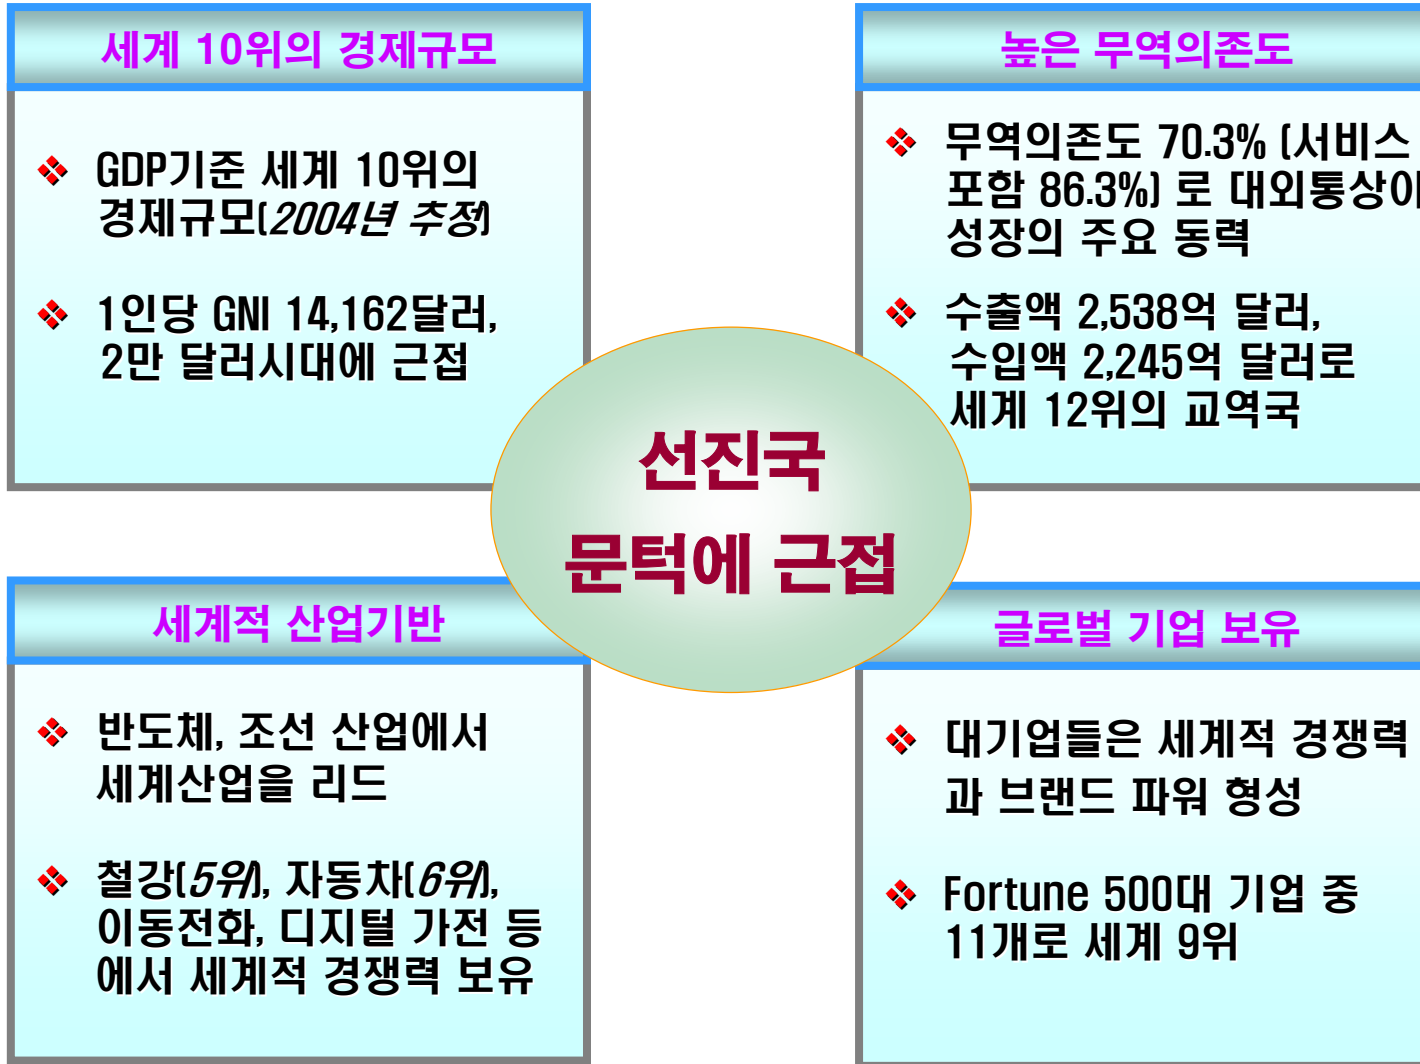 세계 10위의 경제규모
❖ GDP기준 세계 10위의
경제규모(2004년 추정)
❖ 1인당 GNI 14,162달러,
2만 달러시대에 근접
높은 무역의존도
❖ 무역의존도 70.3% (서비스
포함 86.3%) 로 대외통상이
성장의 주요 동력
❖ 수출액 2,538억 달러,
수입액 2,245억 달러로
세계 12위의 교역국
선진국
문턱에 근접
세계적 산업기반
❖ 반도체, 조선 산업에서
세계산업을 리드
❖ 철강(5위), 자동차(6위),
이동전화, 디지털 가전 등
에서 세계적 경쟁력 보유
글로벌 기업 보유
❖ 대기업들은 세계적 경쟁력
과 브랜드 파워 형성
❖ Fortune 500대 기업 중
11개로 세계 9위